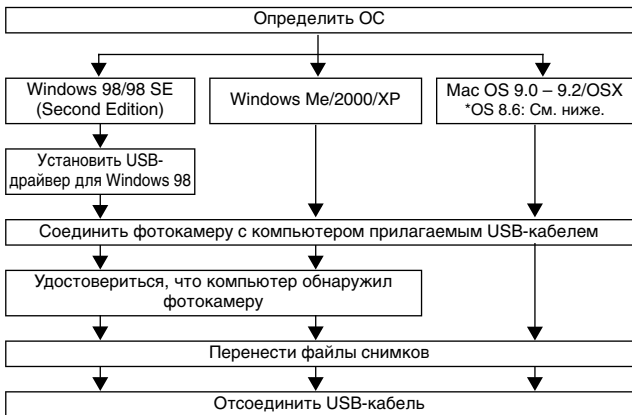 Определить ОС
Windows 98/98 SE
(Second Edition)
Windows Me/2000/XP
Mac OS 9.0 – 9.2/OSX
*OS 8.6: См. ниже.
Установить USB-
драйвер для Windows 98
Соединить фотокамеру с компьютером прилагаемым USB-кабелем
Удостовериться, что компьютер обнаружил
фотокамеру
Перенести файлы снимков
Отсоединить USB-кабель